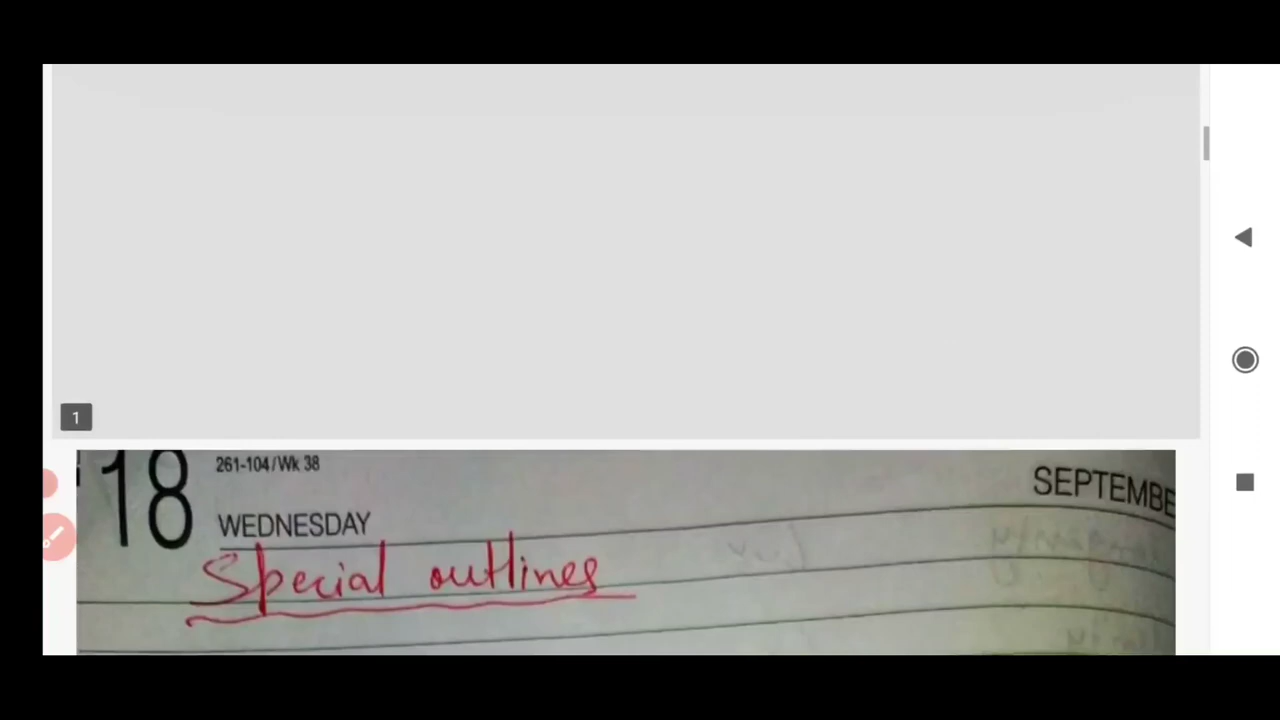 1
18
261-104/Wk 38
SEPTEMBE
WEDNESDAY
Special outlines